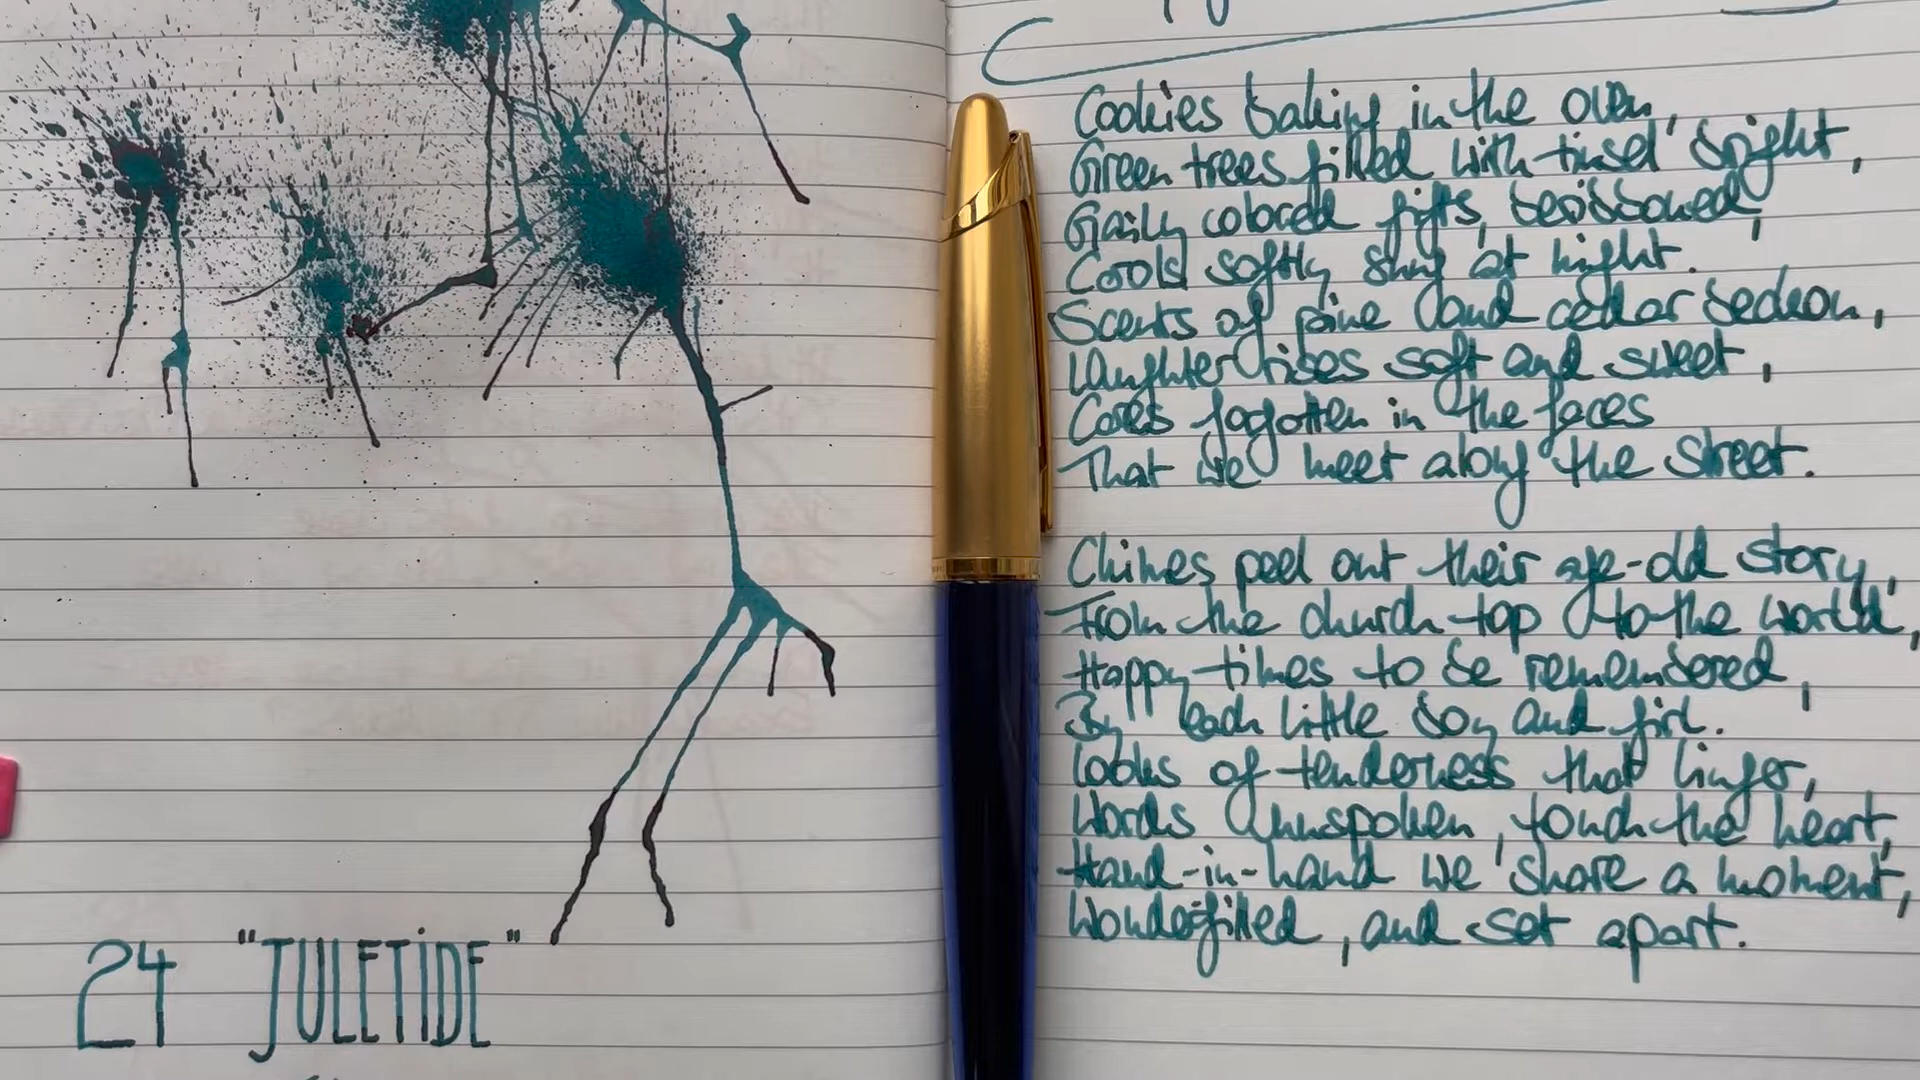 24 "JULETIDE"
Cookies baking in the oven,
Green trees filled with tinsel bright,
Gaily colored gifts, beribboned,
Carols softly sung at night.
Scents of pine and cedar beckon,
Laughter rises soft and sweet,
Cares fogotten in the faces
That we meet along the street.
Chimes peel out their age-old story,
From the church-top to the world,
Happy times to be remembered,
By each little boy and girl.
Looks of tenderness that linger,
Words unspoken, touch the heart,
Hand-in-hand we share a moment,
Wonderfilled, and set apart.